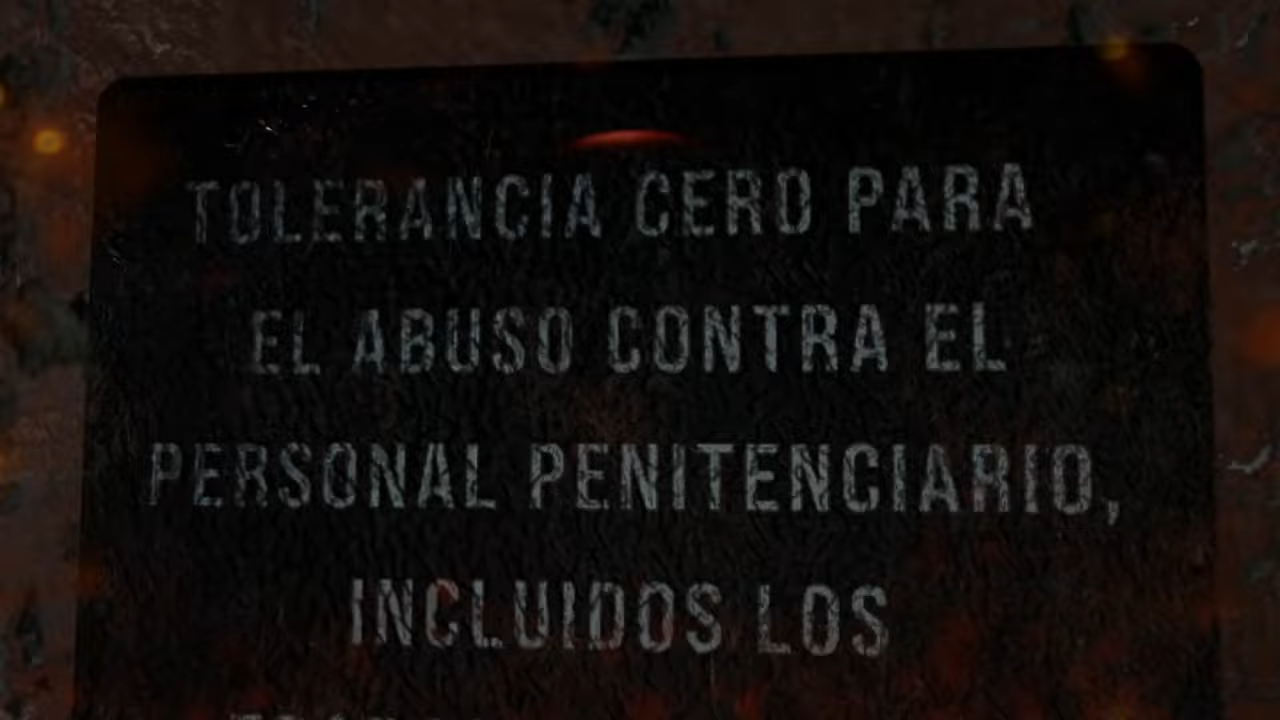 TOLERANCIA CERO PARA
EL ABUSO CONTRA EL
PERSONAL PENITENCIARIO,
INCLUIDOS LOS